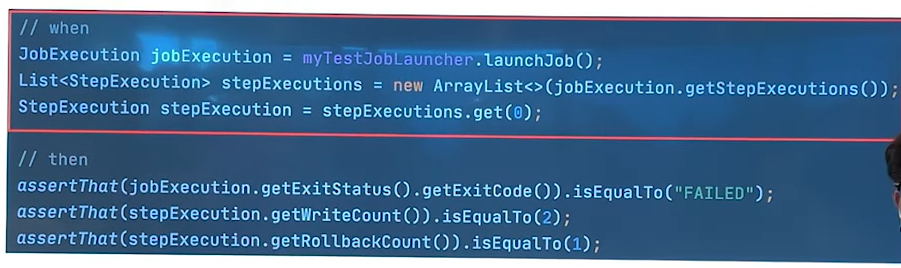 // when
JobExecution jobExecution = myTestJobLauncher.launchJob();
List<StepExecution> stepExecutions = new ArrayList<>(jobExecution.getStepExecutions());
StepExecution stepExecution = stepExecutions.get(0);
// then
assertThat(jobExecution.getExitStatus().getExitCode()).isEqualTo("FAILED");
assertThat(stepExecution.getWriteCount()).isEqualTo(2);
assertThat(stepExecution.getRollbackCount()).isEqualTo(1);